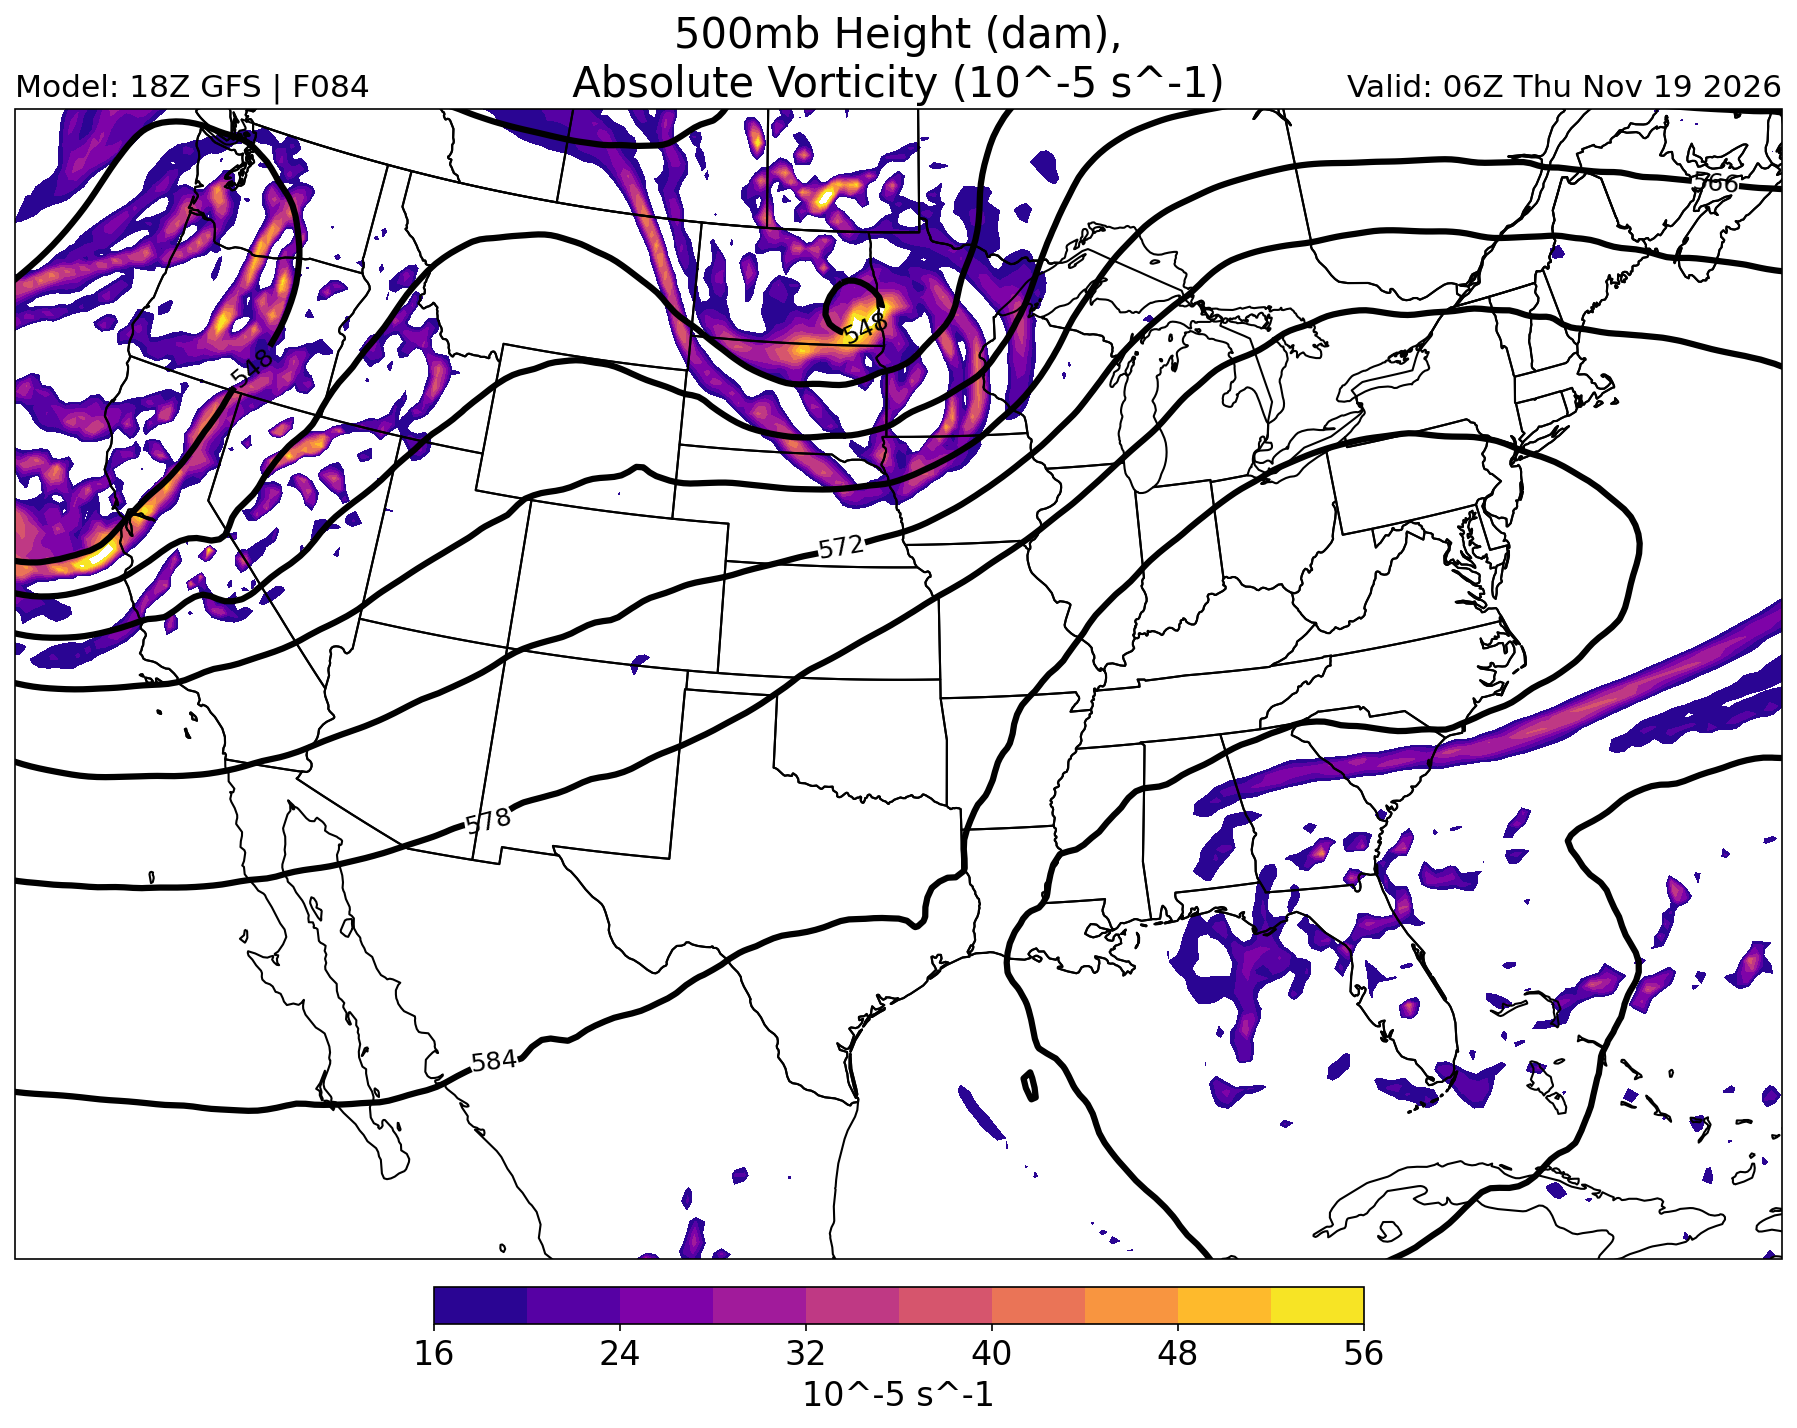 500mb Height (dam),
Model: 18Z GFS | F084
Absolute Vorticity (10^-5 s^-1)
Valid: 06Z Thu Nov 19 2026
566
548
548
572
578
584
16
24
32
40
48
56
10^-5 s^-1